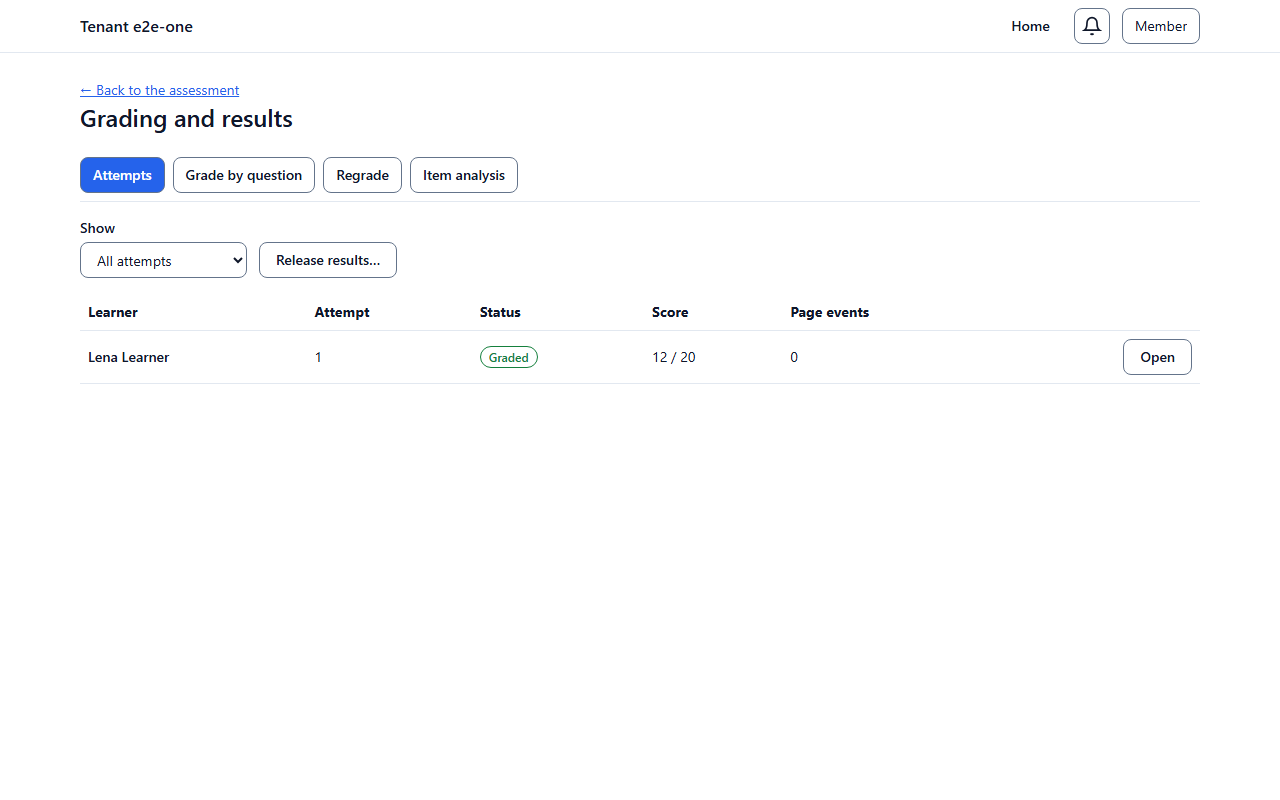 Tenant e2e-one
Home
Member
← Back to the assessment
Grading and results
Attempts
Grade by question
Regrade
Item analysis
Show
All attempts
Release results...
Learner Attempt Status Score Page events
Lena Learner 1 Graded 12 / 20 0 Open